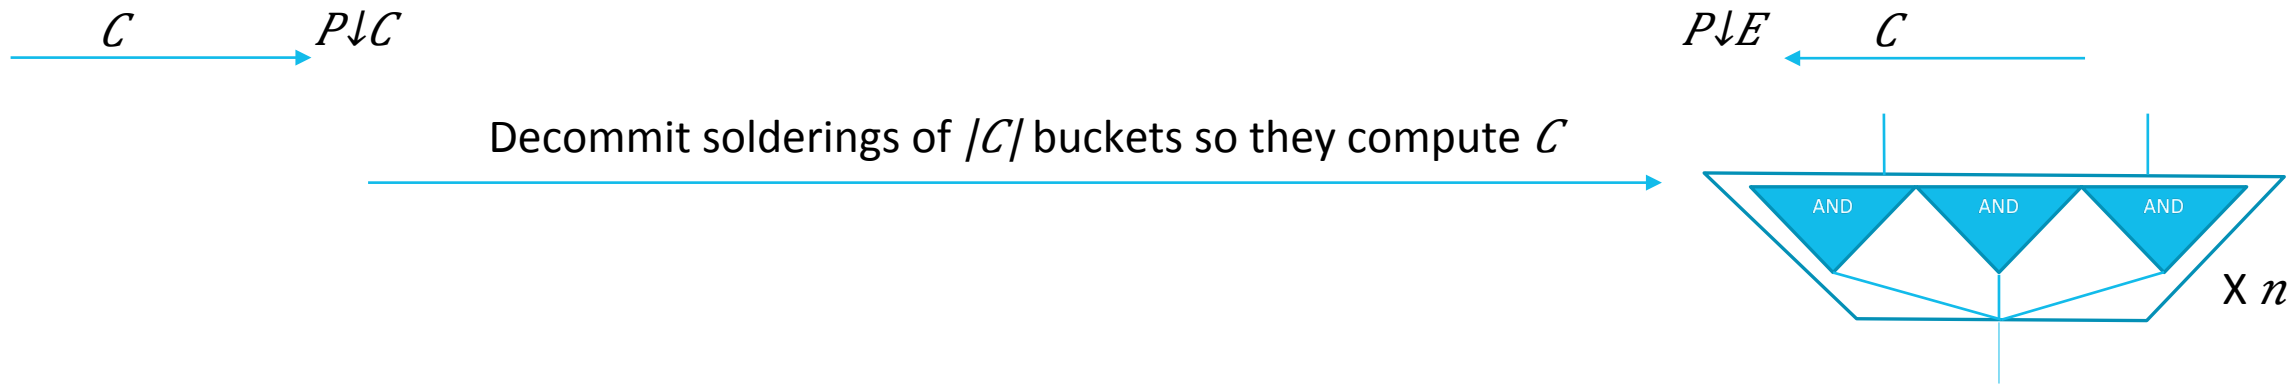 C P↓C P↓E C
Decommit solderings of |C| buckets so they compute C
AND AND AND
X n